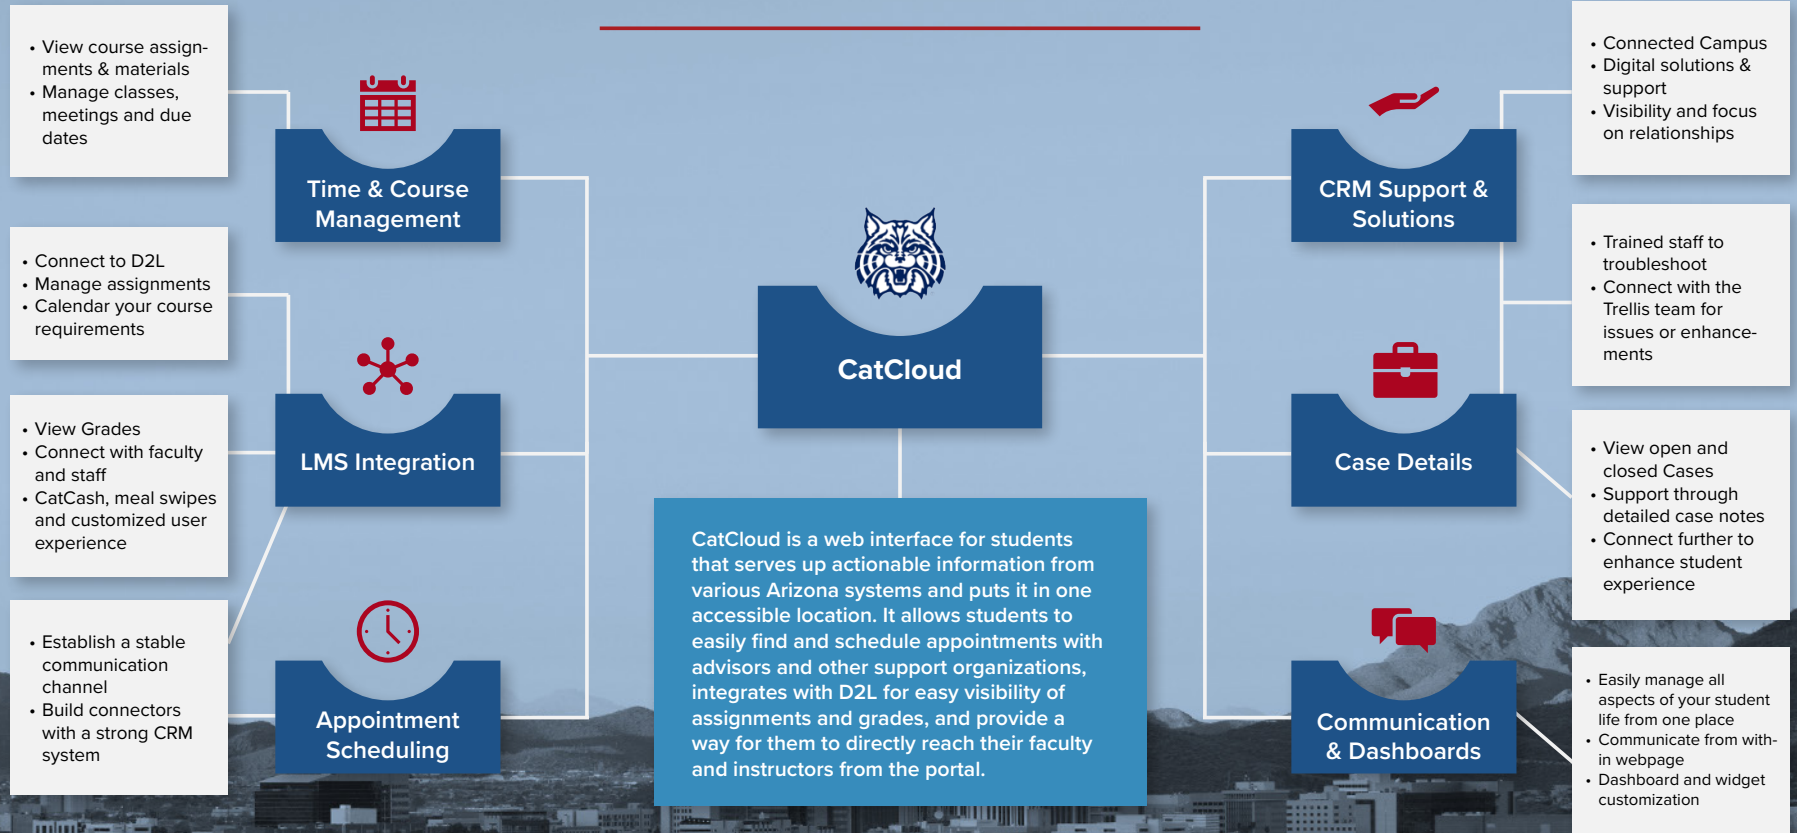 • View course assign-
ments & materials
• Manage classes,
meetings and due
dates
Time & Course
Management
• Connect to D2L
• Manage assignments
• Calendar your course
requirements
• View Grades
• Connect with faculty
and staff
• CatCash, meal swipes
and customized user
experience
LMS Integration
• Establish a stable
communication
channel
• Build connectors
with a strong CRM
system
Appointment
Scheduling
CatCloud
CatCloud is a web interface for students
that serves up actionable information from
various Arizona systems and puts it in one
accessible location. It allows students to
easily find and schedule appointments with
advisors and other support organizations,
integrates with D2L for easy visibility of
assignments and grades, and provide a
way for them to directly reach their faculty
and instructors from the portal.
CRM Support &
Solutions
• Connected Campus
• Digital solutions &
support
• Visibility and focus
on relationships
• Trained staff to
troubleshoot
• Connect with the
Trellis team for
issues or enhance-
ments
Case Details
• View open and
closed Cases
• Support through
detailed case notes
• Connect further to
enhance student
experience
Communication
& Dashboards
• Easily manage all
aspects of your student
life from one place
• Communicate from with-
in webpage
• Dashboard and widget
customization